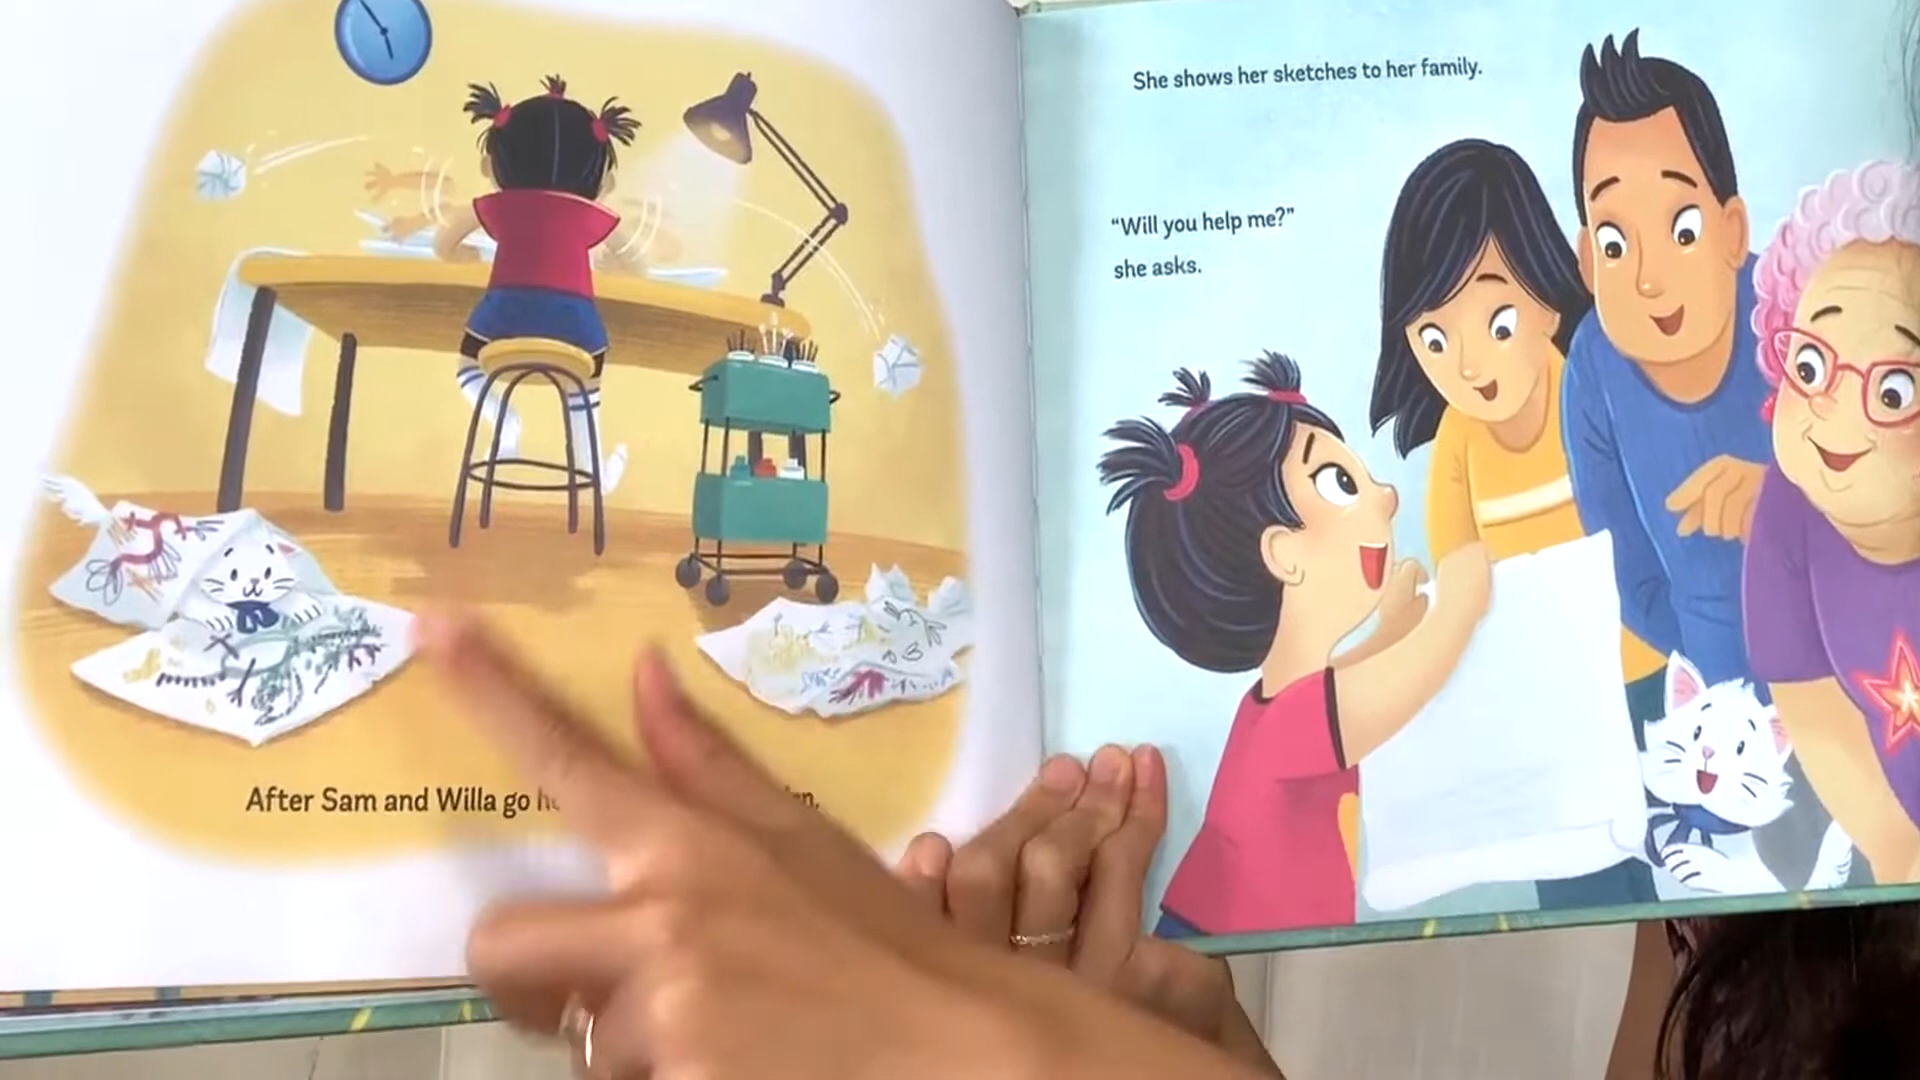 After Sam and Willa go
She shows her sketches to her family.
“Will you help me?”
she asks.